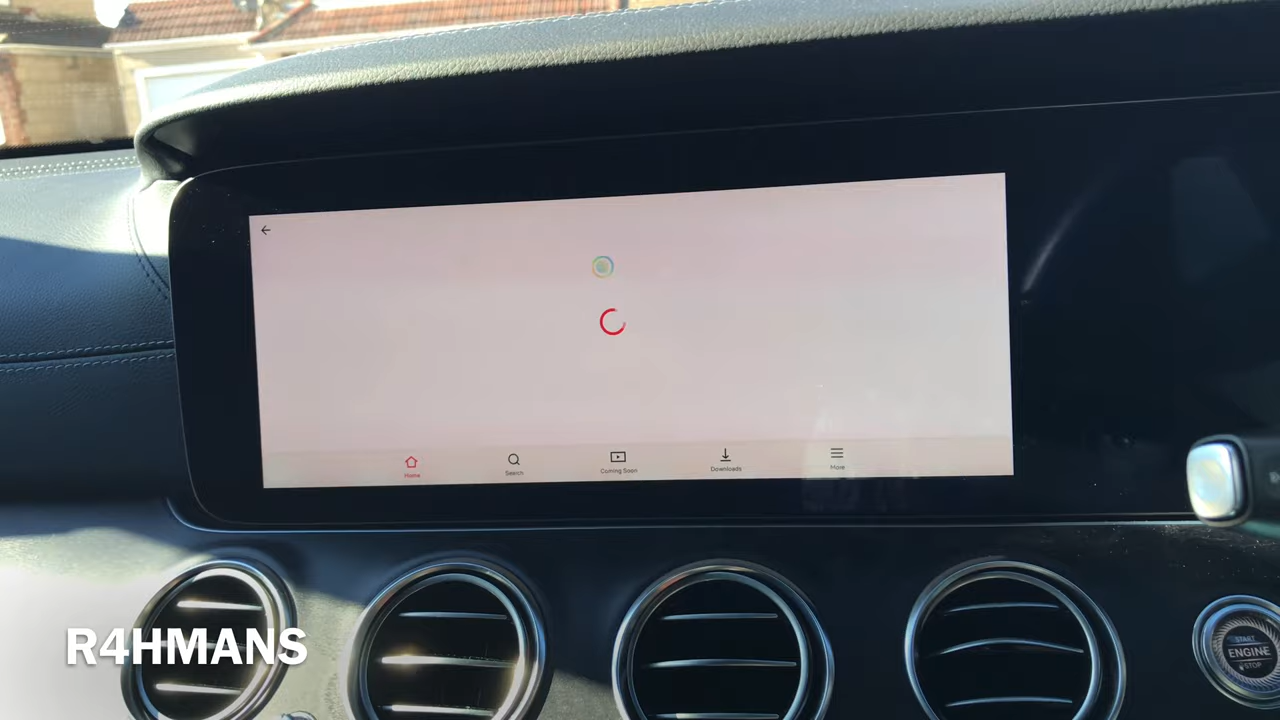 Home
Search
Coming Soon
Downloads
More
R4HMANS
START
ENGINE
STOP